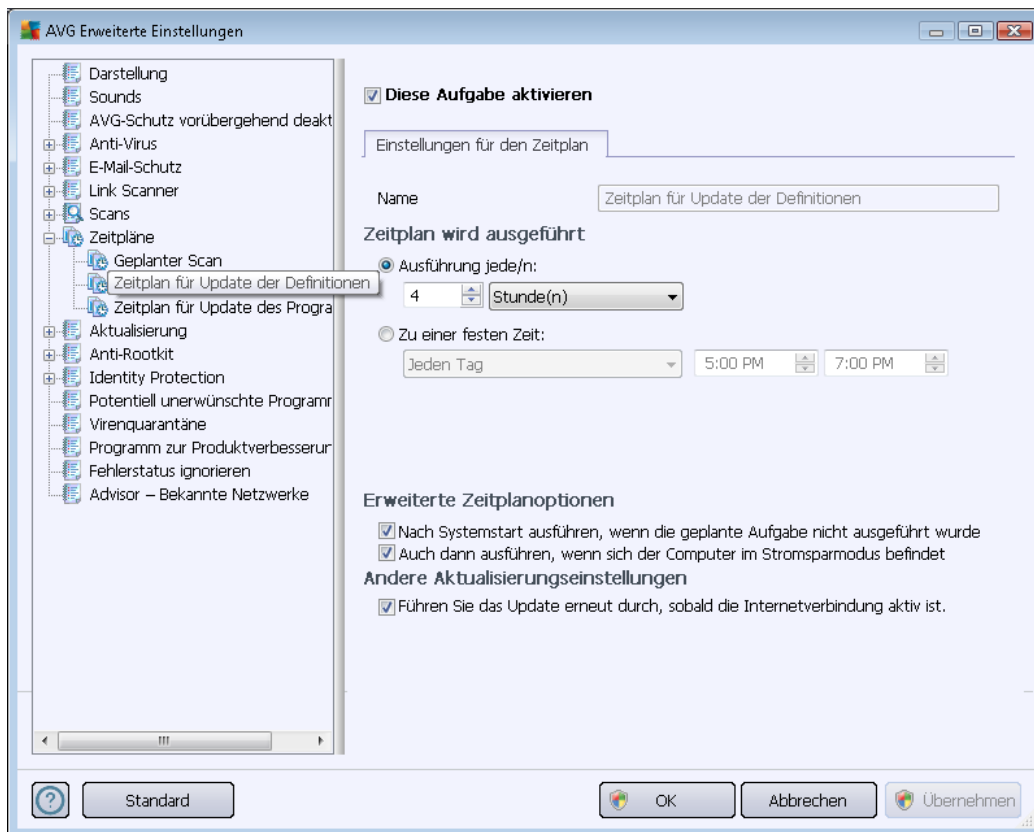 AVG Erweiterte Einstellungen
Darstellung
Sounds
AVG-Schutz vorübergehend deakt
Anti-Virus
E-Mail-Schutz
Link Scanner
Scans
Zeitpläne
Geplanter Scan
Zeitplan für Update der Definitionen
Zeitplan für Update des Progra
Aktualisierung
Anti-Rootkit
Identity Protection
Potentiell unerwünschte Programr
Virenquarantäne
Programm zur Produktverbesserur
Fehlerstatus ignorieren
Advisor – Bekannte Netzwerke
Diese Aufgabe aktivieren
Einstellungen für den Zeitplan
Name Zeitplan für Update der Definitionen
Zeitplan wird ausgeführt
Ausführung jede/n:
4 Stunde(n)
Zu einer festen Zeit:
Jeden Tag 5:00 PM 7:00 PM
Erweiterte Zeitplanoptionen
Nach Systemstart ausführen, wenn die geplante Aufgabe nicht ausgeführt wurde
Auch dann ausführen, wenn sich der Computer im Stromsparmodus befindet
Andere Aktualisierungseinstellungen
Führen Sie das Update erneut durch, sobald die Internetverbindung aktiv ist.
? Standard OK Abbrechen Übernehmen